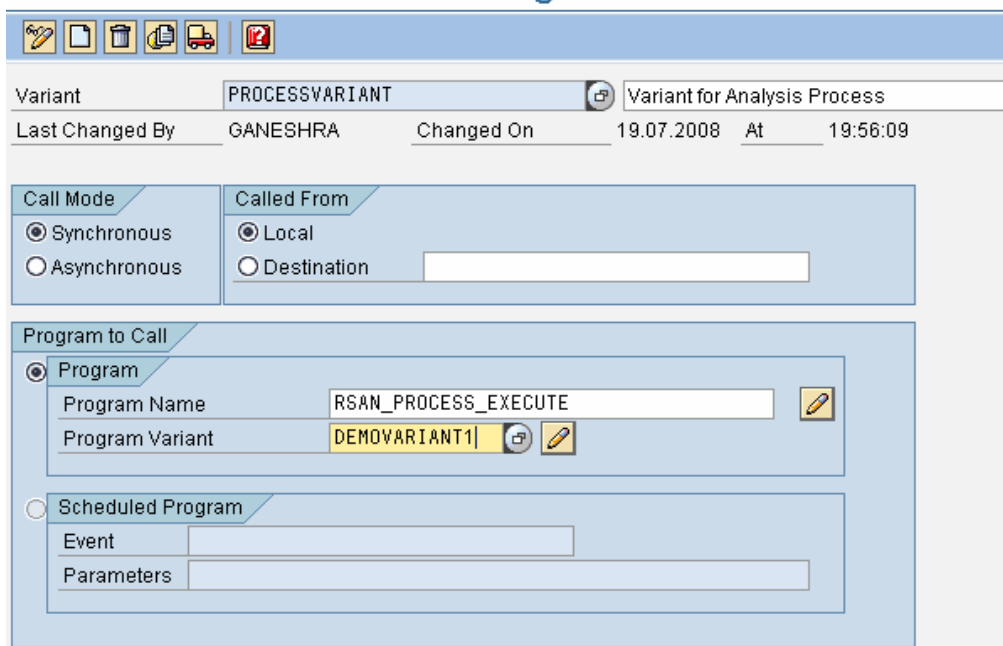 Variant PROCESSVARIANT Variant for Analysis Process
Last Changed By GANESHRA Changed On 19.07.2008 At 19:56:09
Call Mode Called From
Synchronous Local
Asynchronous Destination
Program to Call
Program
Program Name RSAN_PROCESS_EXECUTE
Program Variant DEMOVARIANT1
Scheduled Program
Event
Parameters